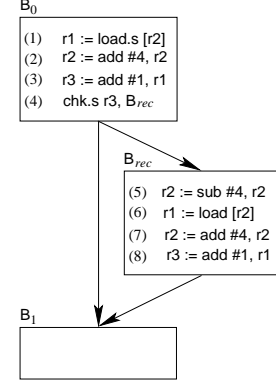 B0
(1) r1 := load.s [r2]
(2) r2 := add #4, r2
(3) r3 := add #1, r1
(4) chk.s r3, Brec
Brec
(5) r2 := sub #4, r2
(6) r1 := load [r2]
(7) r2 := add #4, r2
(8) r3 := add #1, r1
B1